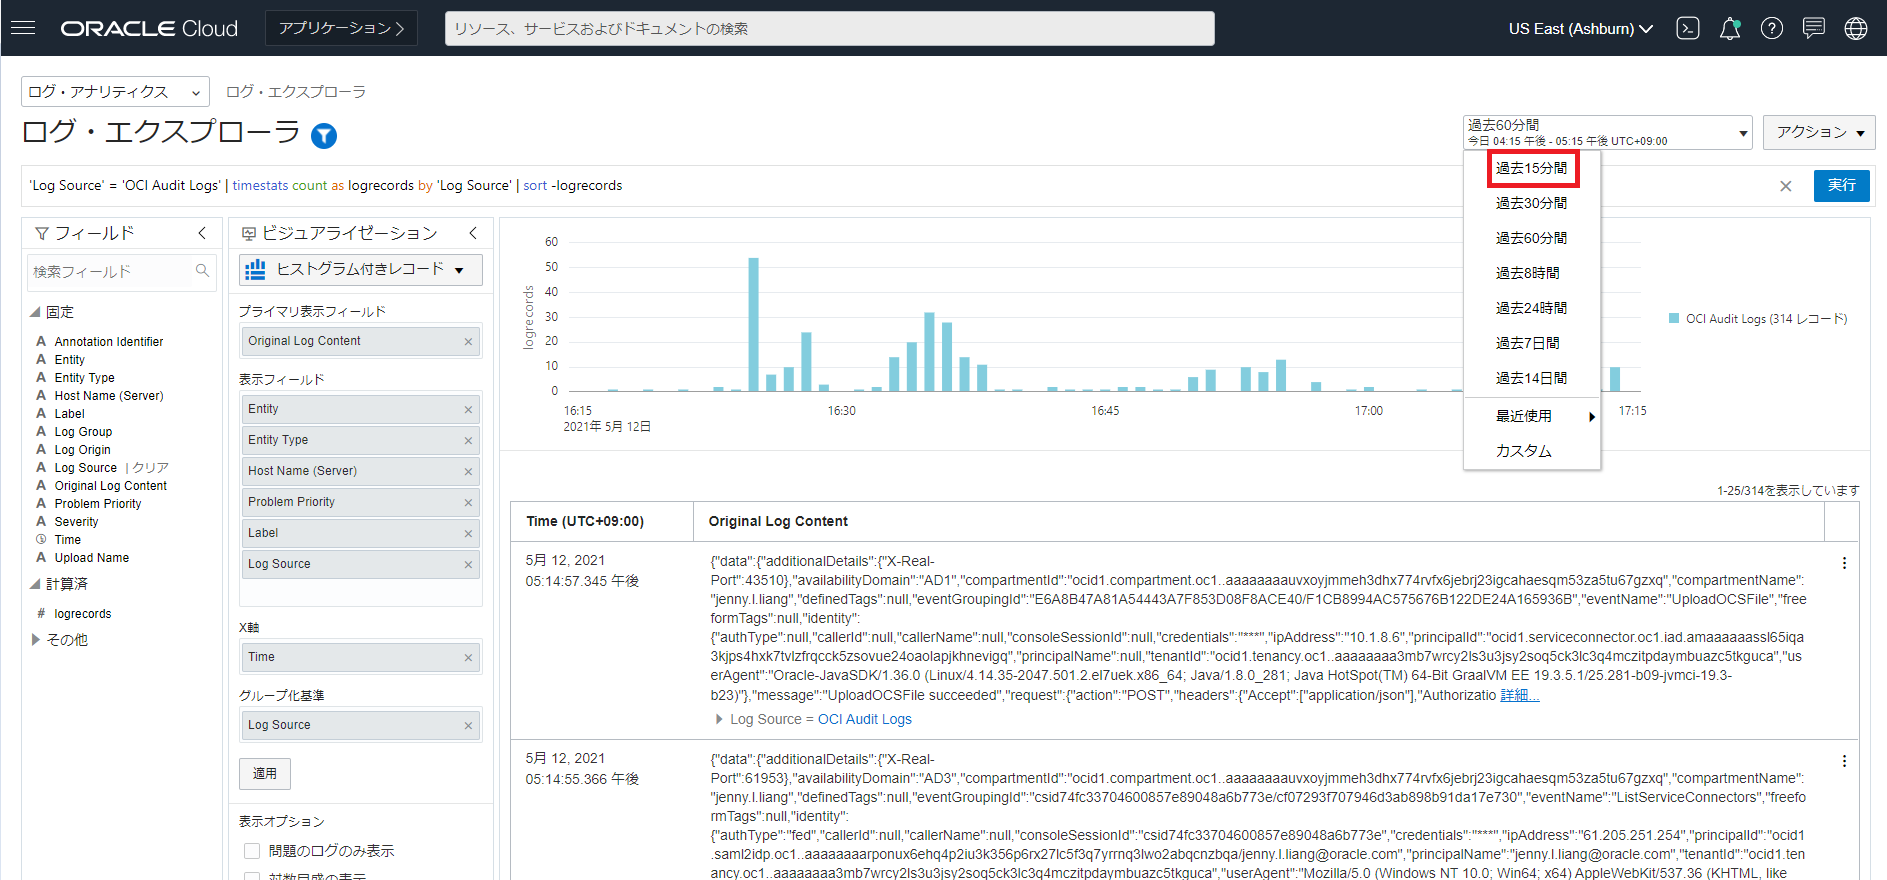 ORACLE Cloud
アプリケーション
リソース、サービスおよびドキュメントの検索
US East (Ashburn)
ログ・アナリティクス
ログ・エクスプローラ
ログ・エクスプローラ
過去60分間
今日 04:15 午後 - 05:15 午後 UTC+09:00
アクション
'Log Source' = 'OCI Audit Logs' | timestats count as logrecords by 'Log Source' | sort -logrecords
実行
過去15分間
過去30分間
過去60分間
過去8時間
過去24時間
過去7日間
過去14日間
最近使用
カスタム
フィールド
検索フィールド
固定
A Annotation Identifier
A Entity
A Entity Type
A Host Name (Server)
A Label
A Log Group
A Log Origin
A Log Source | クリア
A Original Log Content
A Problem Priority
A Severity
Time
A Upload Name
計算済
# logrecords
その他
ビジュアライゼーション
ヒストグラム付きレコード
プライマリ表示フィールド
Original Log Content
表示フィールド
Entity
Entity Type
Host Name (Server)
Problem Priority
Label
Log Source
X軸
Time
グループ化基準
Log Source
適用
表示オプション
問題のログのみ表示
対数目盛の表示
logrecords
60
50
40
30
20
10
0
16:15
16:30
16:45
17:00
17:15
2021年 5月 12日
OCI Audit Logs (314 レコード)
1-25/314を表示しています
Time (UTC+09:00)
Original Log Content
5月 12, 2021
05:14:57.345 午後
{"data":{"additionalDetails":{"X-Real-
Port":43510},"availabilityDomain":"AD1","compartmentId":"ocid1.compartment.oc1..aaaaaaaauvxoyjmmeh3dhx774rvfx6jebrj23igcahaesqm53za5tu67gzxq","compartmentName":
"jenny.l.liang","definedTags":null,"eventGroupingId":"E6A8B47A81A54443A7F853D08F8ACE40/F1CB8994AC575676B122DE24A165936B","eventName":"UploadOCSFile","free
formTags":null,"identity":
{"authType":null,"callerId":null,"callerName":null,"consoleSessionId":null,"credentials":"***","ipAddress":"10.1.8.6","principalId":"ocid1.serviceconnector.oc1.iad.amaaaaaassl65iqa
3kjps4hxk7tvlzfrqcck5zsovue24oaolapjkhnevigq","principalName":null,"tenantId":"ocid1.tenancy.oc1..aaaaaaaa3mb7wrcy2ls3u3jsy2soq5ck3lc3q4mczitpdaymbuazc5tkguca","us
erAgent":"Oracle-JavaSDK/1.36.0 (Linux/4.14.35-2047.501.2.el7uek.x86_64; Java/1.8.0_281; Java HotSpot(TM) 64-Bit GraalVM EE 19.3.5.1/25.281-b09-jvmci-19.3-
b23)"},"message":"UploadOCSFile succeeded","request":{"action":"POST","headers":{"Accept":["application/json"],"Authorizatio 詳細...
Log Source = OCI Audit Logs
5月 12, 2021
05:14:55.366 午後
{"data":{"additionalDetails":{"X-Real-
Port":61953},"availabilityDomain":"AD3","compartmentId":"ocid1.compartment.oc1..aaaaaaaauvxoyjmmeh3dhx774rvfx6jebrj23igcahaesqm53za5tu67gzxq","compartmentName":
"jenny.l.liang","definedTags":null,"eventGroupingId":"csid74fc33704600857e89048a6b773e/cf07293f707946d3ab898b91da17e730","eventName":"ListServiceConnectors","freefo
rmTags":null,"identity":
{"authType":"fed","callerId":null,"callerName":null,"consoleSessionId":"csid74fc33704600857e89048a6b773e","credentials":"***","ipAddress":"61.205.251.254","principalId":"ocid1
.saml2idp.oc1..aaaaaaaarponux6ehq4p2iu3k356p6rx27lc5f3q7yrrnq3lwo2abqcnzbqa/jenny.l.liang@oracle.com","principalName":"jenny.l.liang@oracle.com","tenantId":"ocid1.ten
ancy.oc1..aaaaaaaa3mb7wrcy2ls3u3jsy2soq5ck3lc3q4mczitpdaymbuazc5tkguca","userAgent":"Mozilla/5.0 (Windows NT 10.0; Win64; x64) AppleWebKit/537.36 (KHTML, like